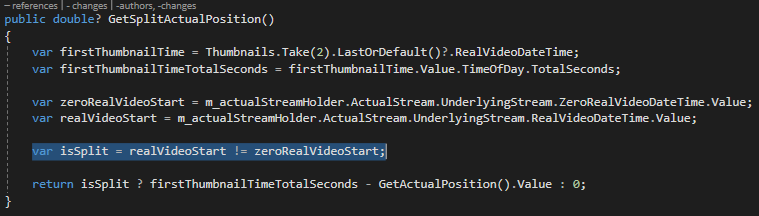 – references | - changes | -authors, -changes
public double? GetSplitActualPosition()
{
var firstThumbnailTime = Thumbnails.Take(2).LastOrDefault()?.RealVideoDateTime;
var firstThumbnailTimeTotalSeconds = firstThumbnailTime.Value.TimeOfDay.TotalSeconds;
var zeroRealVideoStart = m_actualStreamHolder.ActualStream.UnderlyingStream.ZeroRealVideoDateTime.Value;
var realVideoStart = m_actualStreamHolder.ActualStream.UnderlyingStream.RealVideoDateTime.Value;
var isSplit = realVideoStart != zeroRealVideoStart;
return isSplit ? firstThumbnailTimeTotalSeconds - GetActualPosition().Value : 0;
}